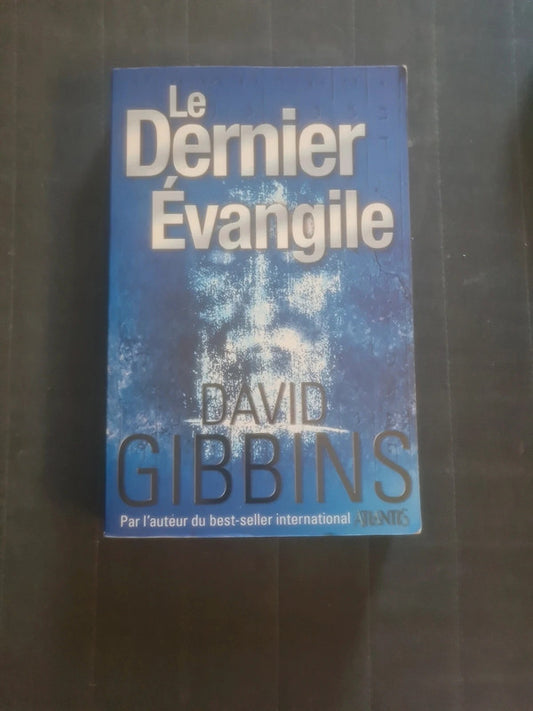 Le
Dernier
Évangile
DAVID
GIBBINS
Par l'auteur du best-seller international ATLANTIS